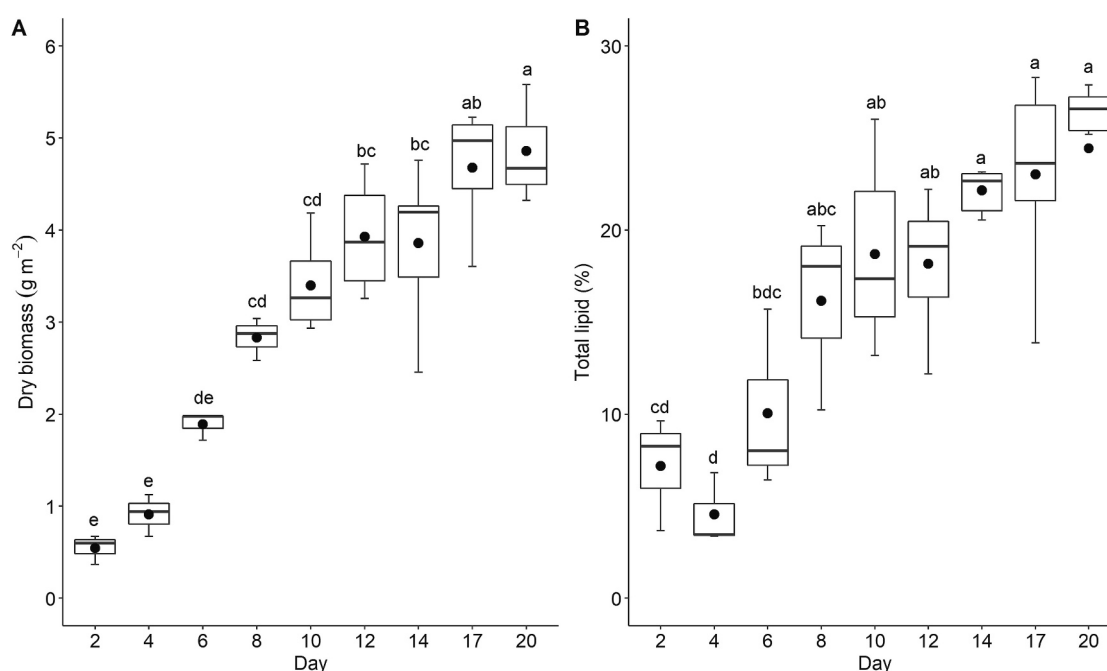 A
Dry biomass (g m⁻²)
6
5
4
3
2
1
0
e
e
de
cd
cd
bc
bc
ab
a
2 4 6 8 10 12 14 17 20
Day
B
Total lipid (%)
30
20
10
0
cd
d
bdc
abc
ab
ab
a
a
a
2 4 6 8 10 12 14 17 20
Day